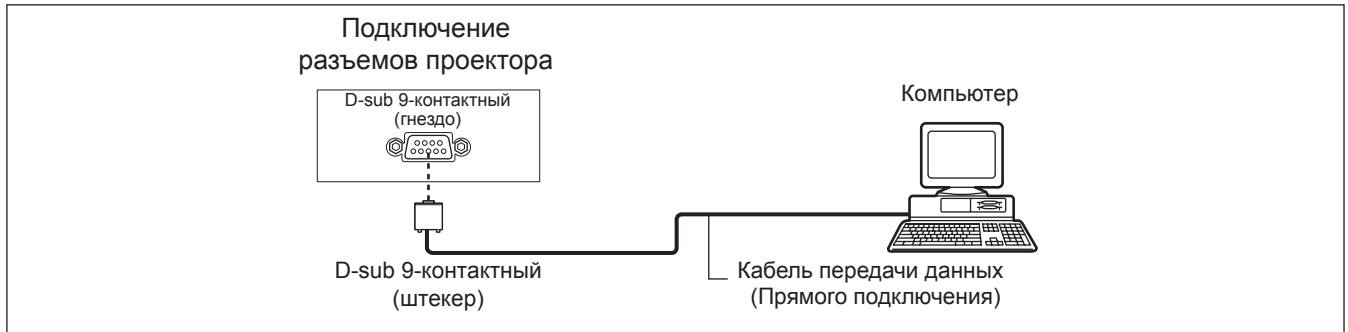 Подключение
разъемов проектора
D-sub 9-контактный
(гнездо)
Компьютер
D-sub 9-контактный
(штекер)
Кабель передачи данных
(Прямого подключения)